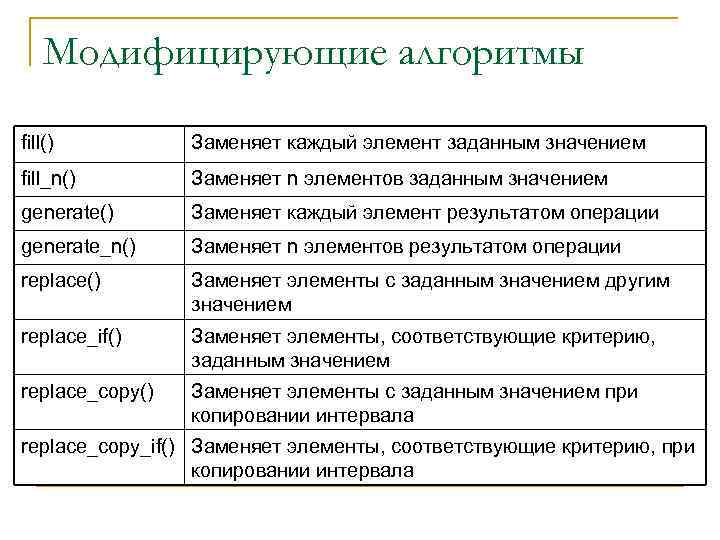 Модифицирующие алгоритмы
fill() Заменяет каждый элемент заданным значением
fill_n() Заменяет n элементов заданным значением
generate() Заменяет каждый элемент результатом операции
generate_n() Заменяет n элементов результатом операции
replace() Заменяет элементы с заданным значением другим
значением
replace_if() Заменяет элементы, соответствующие критерию,
заданным значением
replace_copy() Заменяет элементы с заданным значением при
копировании интервала
replace_copy_if() Заменяет элементы, соответствующие критерию, при
копировании интервала